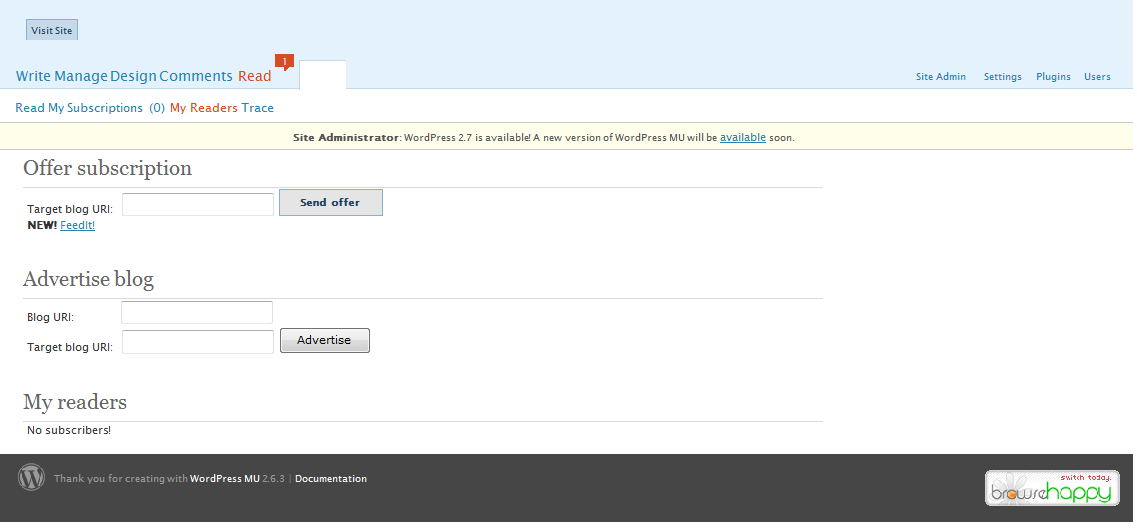 Visit Site
1
Write Manage Design Comments Read
Site Admin Settings Plugins Users
Read My Subscriptions (0) My Readers Trace
Site Administrator: WordPress 2.7 is available! A new version of WordPress MU will be available soon.
Offer subscription
Target blog URI:
Send offer
NEW! FeedIt!
Advertise blog
Blog URI:
Target blog URI:
Advertise
My readers
No subscribers!
Thank you for creating with WordPress MU 2.6.3 | Documentation
switch today.
browsehappy